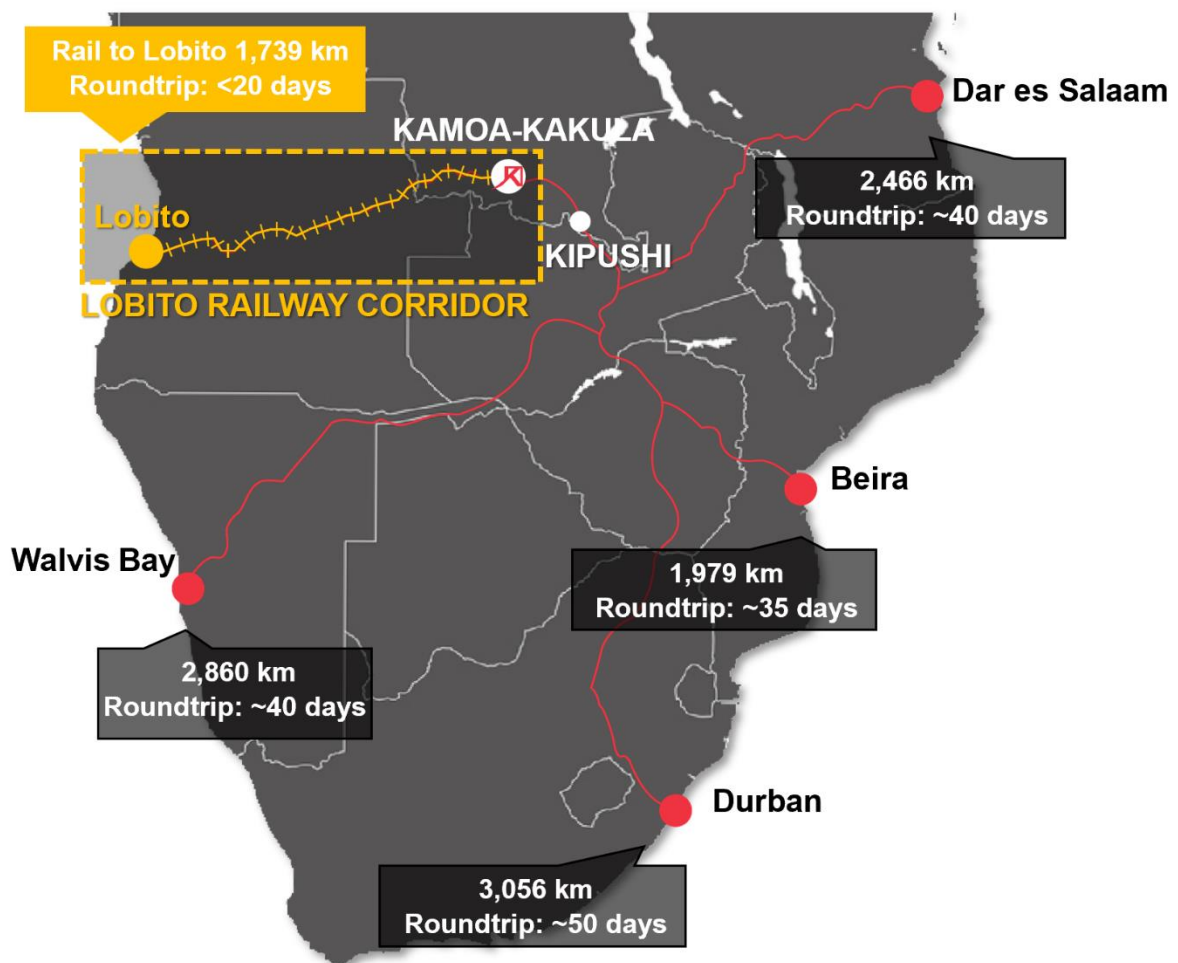 Rail to Lobito 1,739 km
Roundtrip: <20 days
Dar es Salaam
KAMOA-KAKULA
2,466 km
Roundtrip: ~40 days
Lobito
KIPUSHI
LOBITO RAILWAY CORRIDOR
Beira
Walvis Bay
1,979 km
Roundtrip: ~35 days
2,860 km
Roundtrip: ~40 days
Durban
3,056 km
Roundtrip: ~50 days